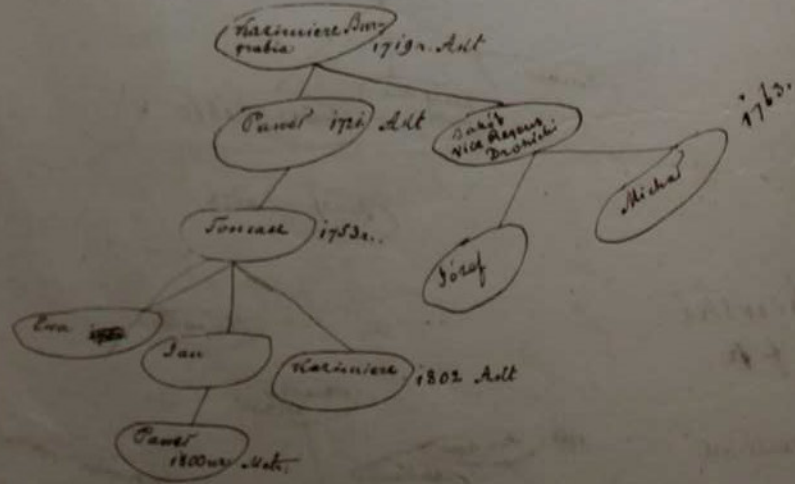 Kazimierz Bur-
grabia
1719r. Akt
Paweł 1721 Akt
Jakób
Vice Regens
Drohicki
1763.
Michał
Tomasz 1753r.
Józef
Ewa
Jan
Kazimierz 1802 Akt
Paweł
1800 ur. Metr.